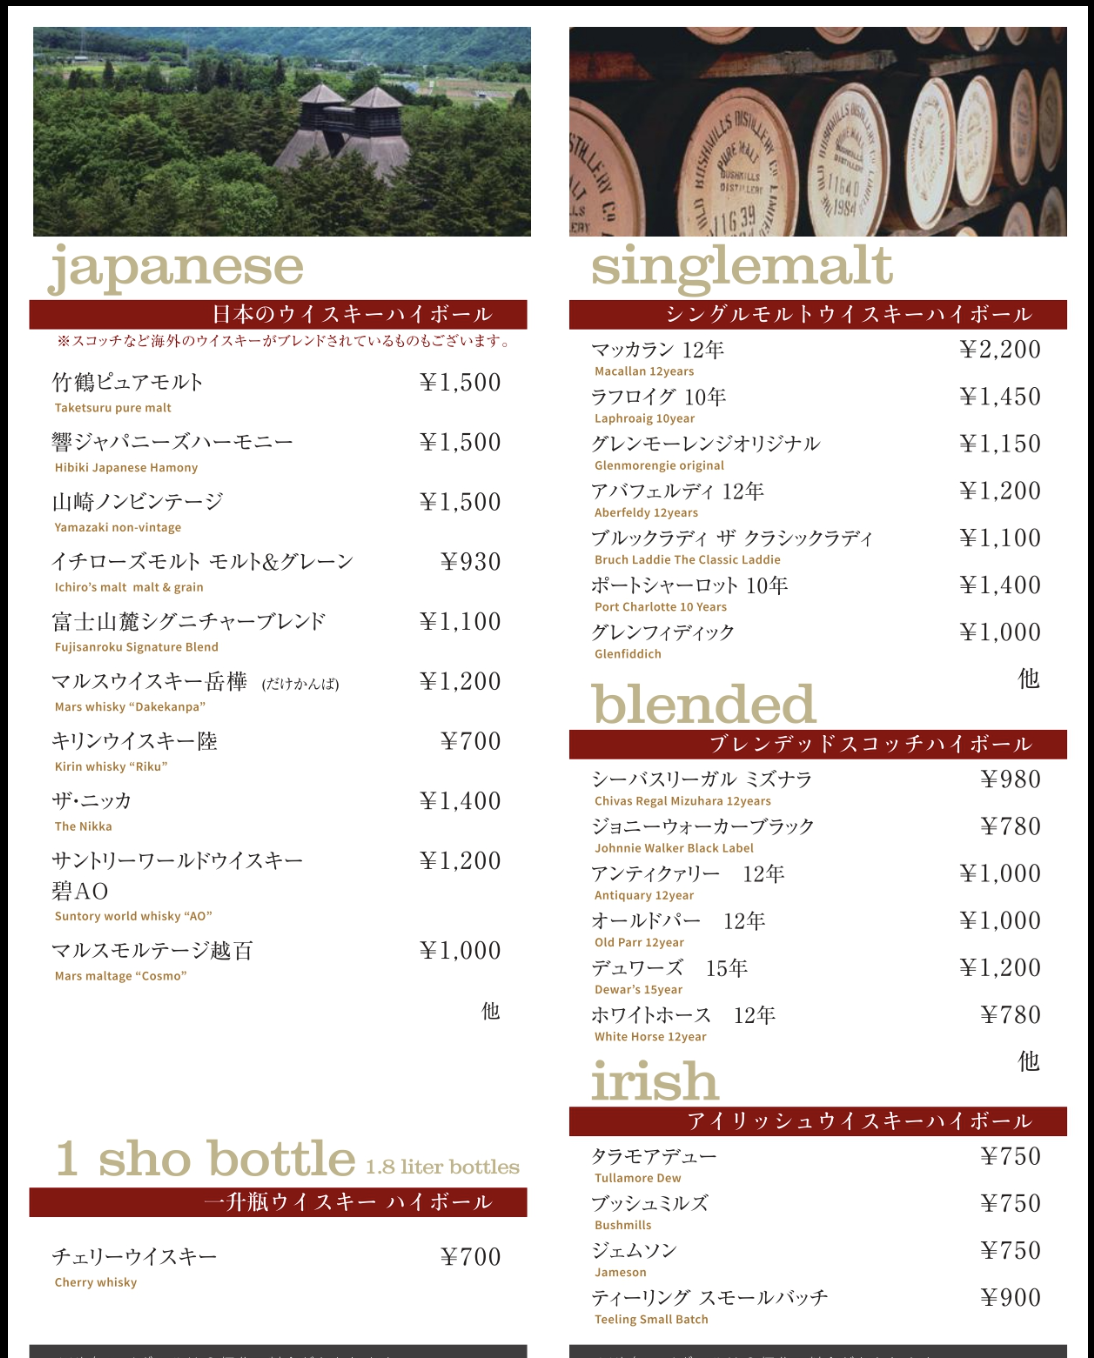 japanese
日本のウイスキーハイボール
※スコッチなど海外のウイスキーがブレンドされているものもございます。
竹鶴ピュアモルト ¥1,500
Taketsuru pure malt
響ジャパニーズハーモニー ¥1,500
Hibiki Japanese Hamony
山崎ノンビンテージ ¥1,500
Yamazaki non-vintage
イチローズモルト モルト&グレーン ¥930
Ichiro's malt malt & grain
富士山麓シグニチャーブレンド ¥1,100
Fujisanroku Signature Blend
マルスウイスキー岳樺 (だけかんば) ¥1,200
Mars whisky “Dakekanpa”
キリンウイスキー陸 ¥700
Kirin whisky “Riku”
ザ・ニッカ ¥1,400
The Nikka
サントリーワールドウイスキー ¥1,200
碧AO
Suntory world whisky “AO”
マルスモルテージ越百 ¥1,000
Mars maltage “Cosmo”
他
1 sho bottle 1.8 liter bottles
一升瓶ウイスキー ハイボール
チェリーウイスキー ¥700
Cherry whisky
OLD BUSHMILLS DISTILLERY Co LIMITED
PURE MALT
BUSHMILLS
DISTILLERY
11639
PURE MALT
BUSHMILLS
DISTILLERY
11640
1984
singlemalt
シングルモルトウイスキーハイボール
マッカラン 12年 ¥2,200
Macallan 12years
ラフロイグ 10年 ¥1,450
Laphroaig 10year
グレンモーレンジオリジナル ¥1,150
Glenmorengie original
アバフェルディ 12年 ¥1,200
Aberfeldy 12years
ブルックラディ ザ クラシックラディ ¥1,100
Bruch Laddie The Classic Laddie
ポートシャーロット 10年 ¥1,400
Port Charlotte 10 Years
グレンフィディック ¥1,000
Glenfiddich
他
blended
ブレンデッドスコッチハイボール
シーバスリーガル ミズナラ ¥980
Chivas Regal Mizuhara 12years
ジョニーウォーカーブラック ¥780
Johnnie Walker Black Label
アンティクァリー 12年 ¥1,000
Antiquary 12year
オールドパー 12年 ¥1,000
Old Parr 12year
デュワーズ 15年 ¥1,200
Dewar's 15year
ホワイトホース 12年 ¥780
White Horse 12year
他
irish
アイリッシュウイスキーハイボール
タラモアデュー ¥750
Tullamore Dew
ブッシュミルズ ¥750
Bushmills
ジェムソン ¥750
Jameson
ティーリング スモールバッチ ¥900
Teeling Small Batch